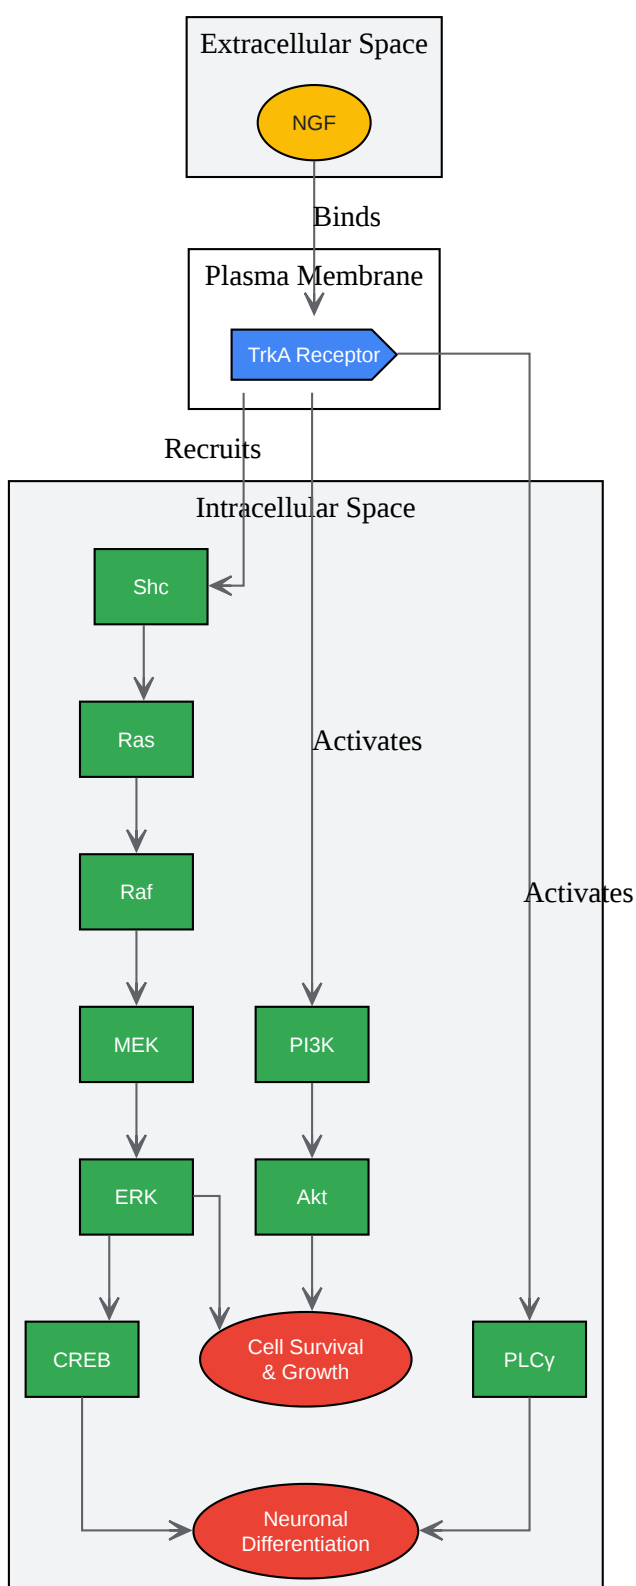 Extracellular Space
NGF
Binds
Plasma Membrane
TrkA Receptor
Recruits
Intracellular Space
Shc
Ras
Activates
Raf
Activates
MEK
PI3K
ERK
Akt
CREB
Cell Survival
& Growth
PLCγ
Neuronal
Differentiation